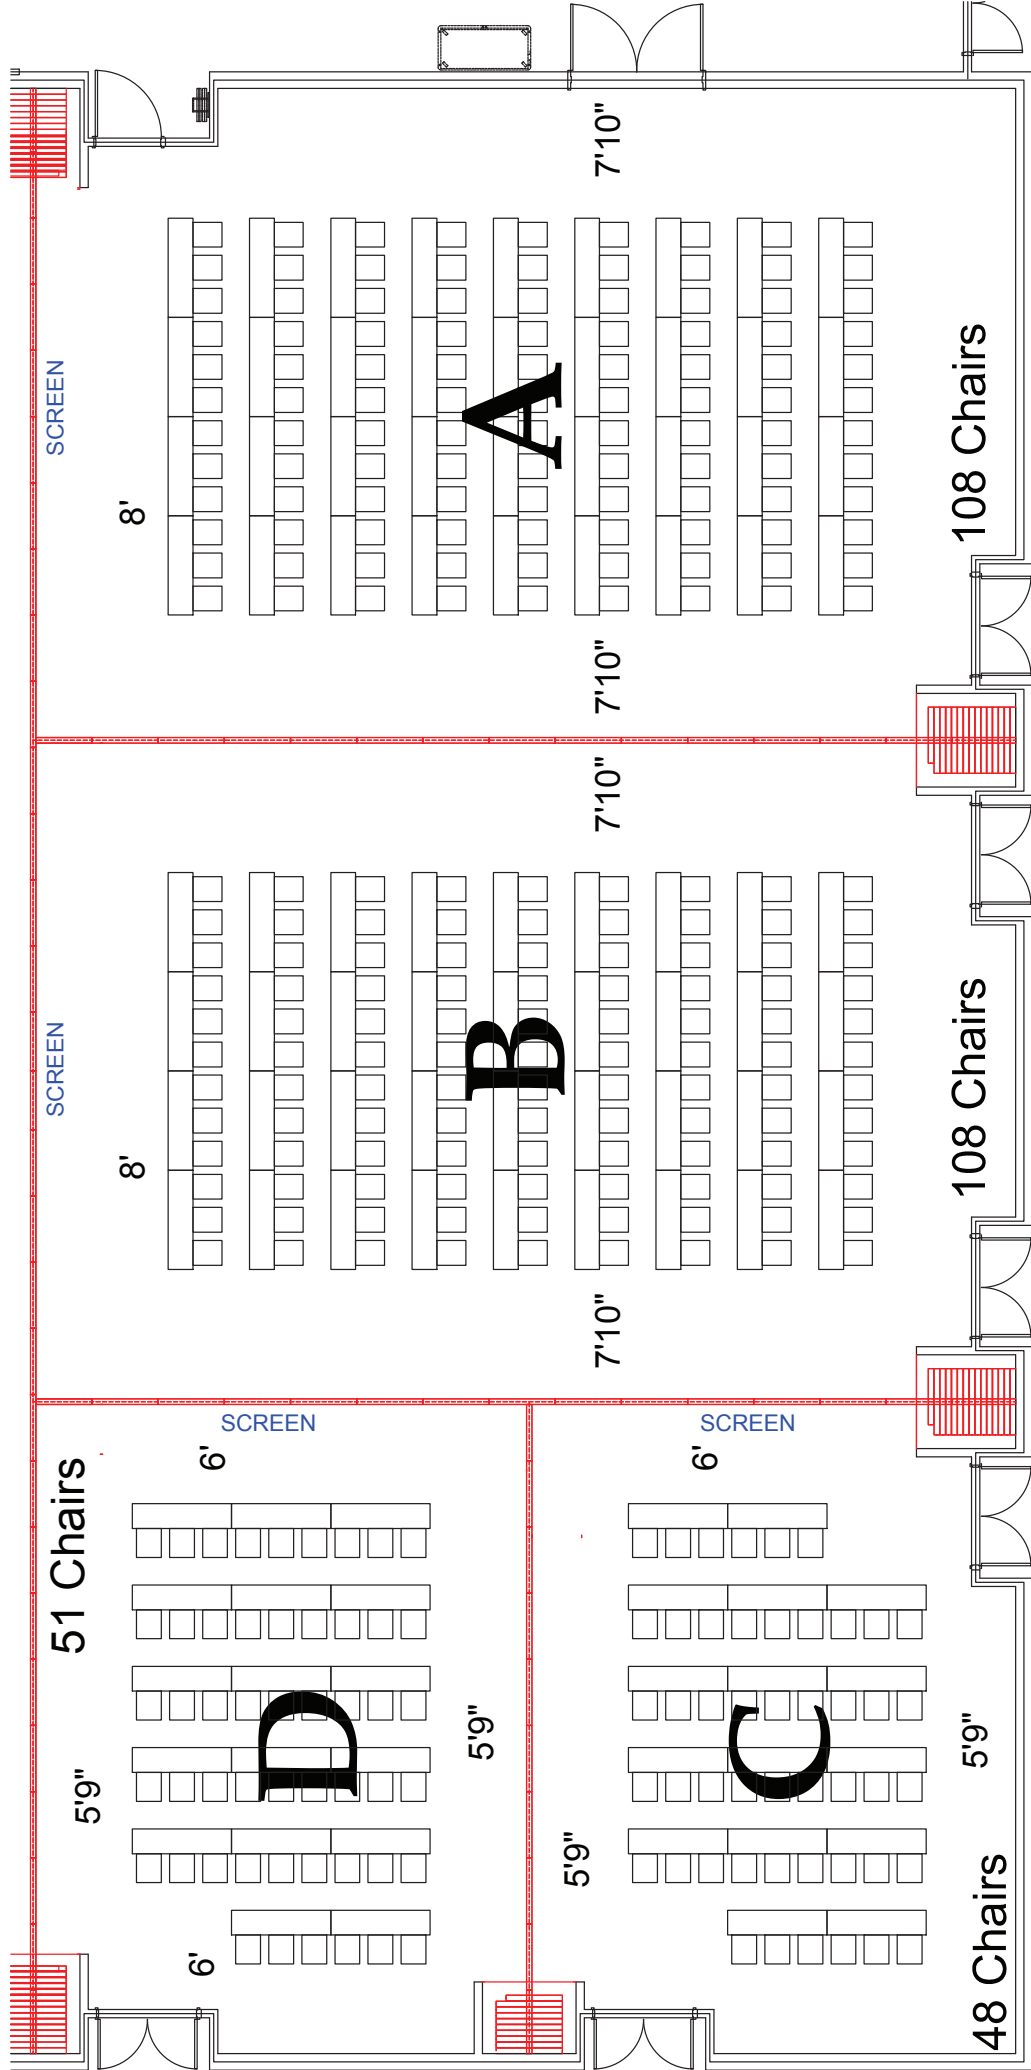 7'10"
SCREEN
A
8'
108 Chairs
7'10"
7'10"
SCREEN
B
8'
108 Chairs
7'10"
SCREEN
SCREEN
6'
6'
51 Chairs
D
C
5'9"
5'9"
5'9"
5'9"
6'
48 Chairs